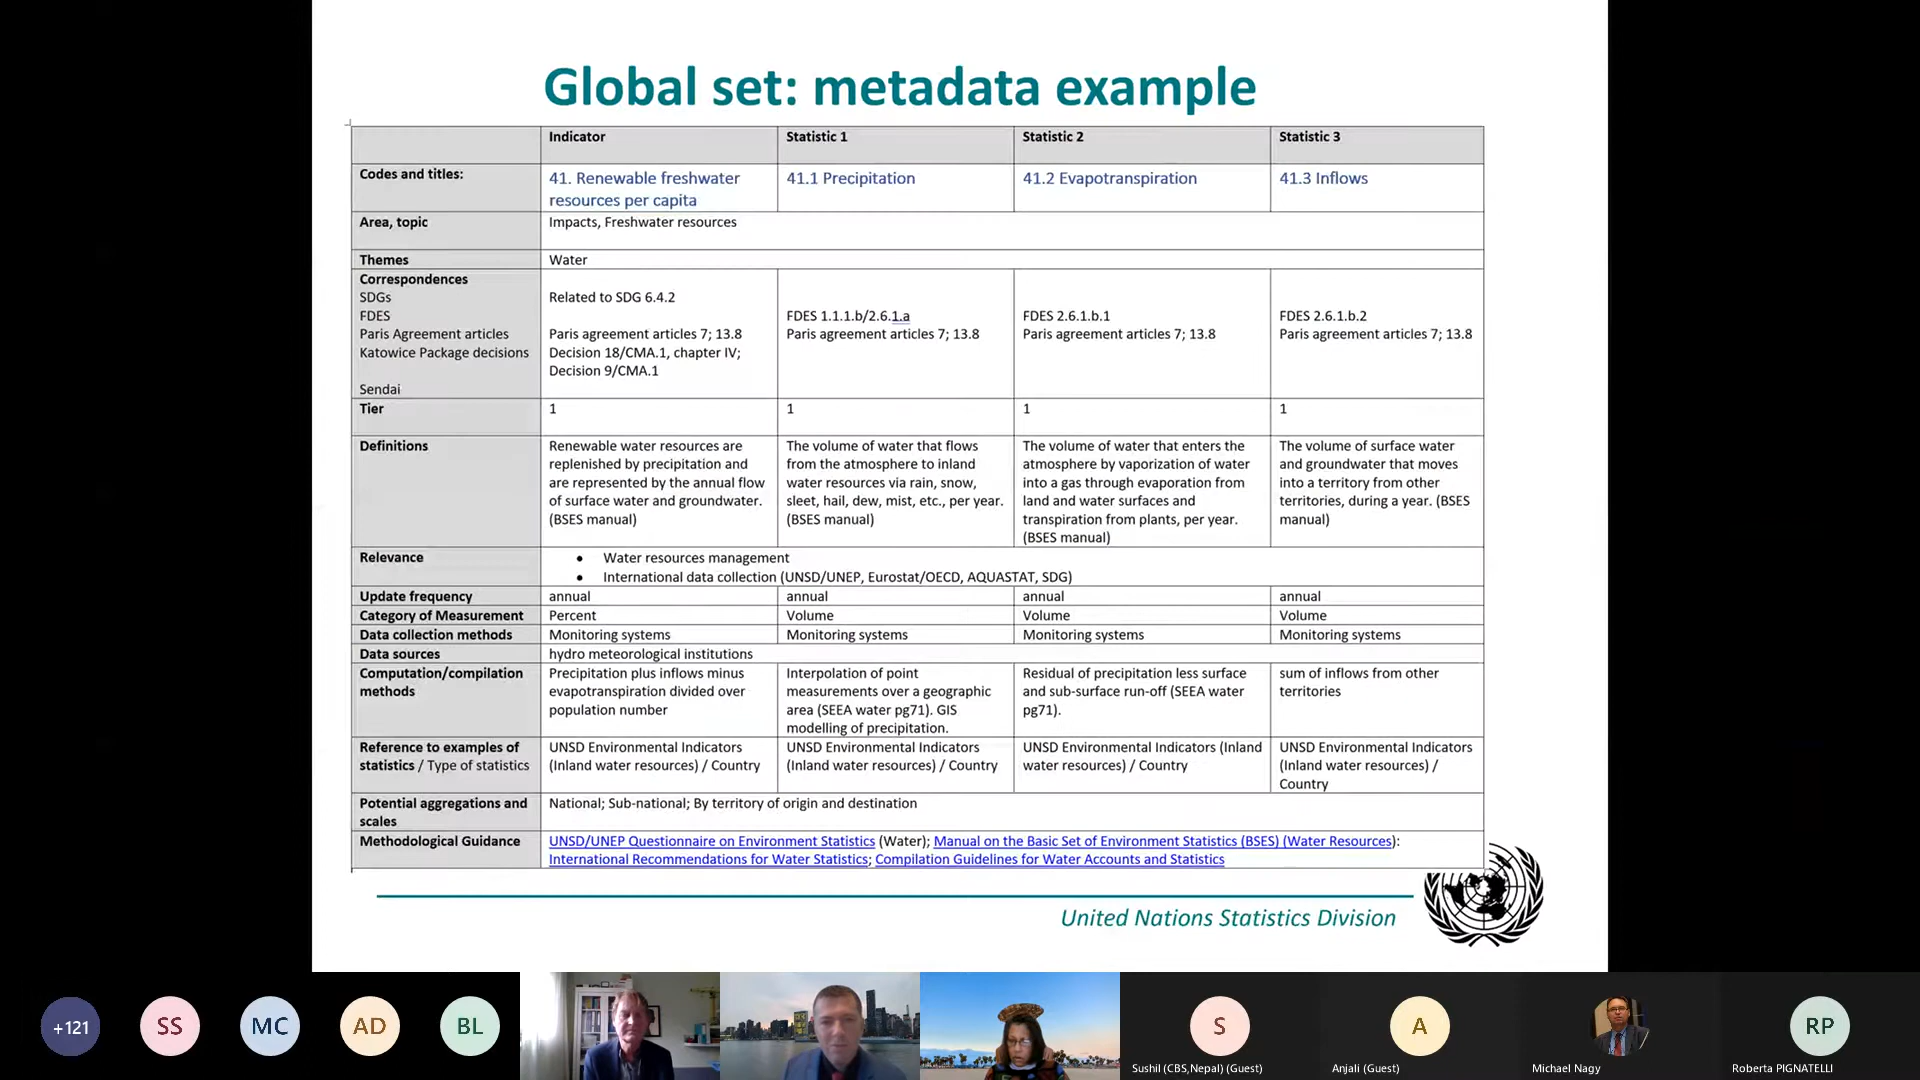 Global set: metadata example
Indicator
Statistic 1
Statistic 2
Statistic 3
Codes and titles:
41. Renewable freshwater
resources per capita
41.1 Precipitation
41.2 Evapotranspiration
41.3 Inflows
Area, topic
Impacts, Freshwater resources
Themes
Water
Correspondences
SDGs
FDES
Paris Agreement articles
Katowice Package decisions
Sendai
Related to SDG 6.4.2
Paris agreement articles 7; 13.8
Decision 18/CMA.1, chapter IV;
Decision 9/CMA.1
FDES 1.1.1.b/2.6.1.a
Paris agreement articles 7; 13.8
FDES 2.6.1.b.1
Paris agreement articles 7; 13.8
FDES 2.6.1.b.2
Paris agreement articles 7; 13.8
Tier
1
1
1
1
Definitions
Renewable water resources are
replenished by precipitation and
are represented by the annual flow
of surface water and groundwater.
(BSES manual)
The volume of water that flows
from the atmosphere to inland
water resources via rain, snow,
sleet, hail, dew, mist, etc., per year.
(BSES manual)
The volume of water that enters the
atmosphere by vaporization of water
into a gas through evaporation from
land and water surfaces and
transpiration from plants, per year.
(BSES manual)
The volume of surface water
and groundwater that moves
into a territory from other
territories, during a year. (BSES
manual)
Relevance
• Water resources management
• International data collection (UNSD/UNEP, Eurostat/OECD, AQUASTAT, SDG)
Update frequency
annual
annual
annual
annual
Category of Measurement
Percent
Volume
Volume
Volume
Data collection methods
Monitoring systems
Monitoring systems
Monitoring systems
Monitoring systems
Data sources
hydro meteorological institutions
Computation/compilation
methods
Precipitation plus inflows minus
evapotranspiration divided over
population number
Interpolation of point
measurements over a geographic
area (SEEA water pg71). GIS
modelling of precipitation.
Residual of precipitation less surface
and sub-surface run-off (SEEA water
pg71).
sum of inflows from other
territories
Reference to examples of
statistics / Type of statistics
UNSD Environmental Indicators
(Inland water resources) / Country
UNSD Environmental Indicators
(Inland water resources) / Country
UNSD Environmental Indicators (Inland
water resources) / Country
UNSD Environmental Indicators
(Inland water resources) /
Country
Potential aggregations and
scales
National; Sub-national; By territory of origin and destination
Methodological Guidance
UNSD/UNEP Questionnaire on Environment Statistics (Water); Manual on the Basic Set of Environment Statistics (BSES) (Water Resources):
International Recommendations for Water Statistics; Compilation Guidelines for Water Accounts and Statistics
United Nations Statistics Division
+121
SS
MC
AD
BL
S
A
RP
Sushil (CBS,Nepal) (Guest)
Anjali (Guest)
Michael Nagy
Roberta PIGNATELLI